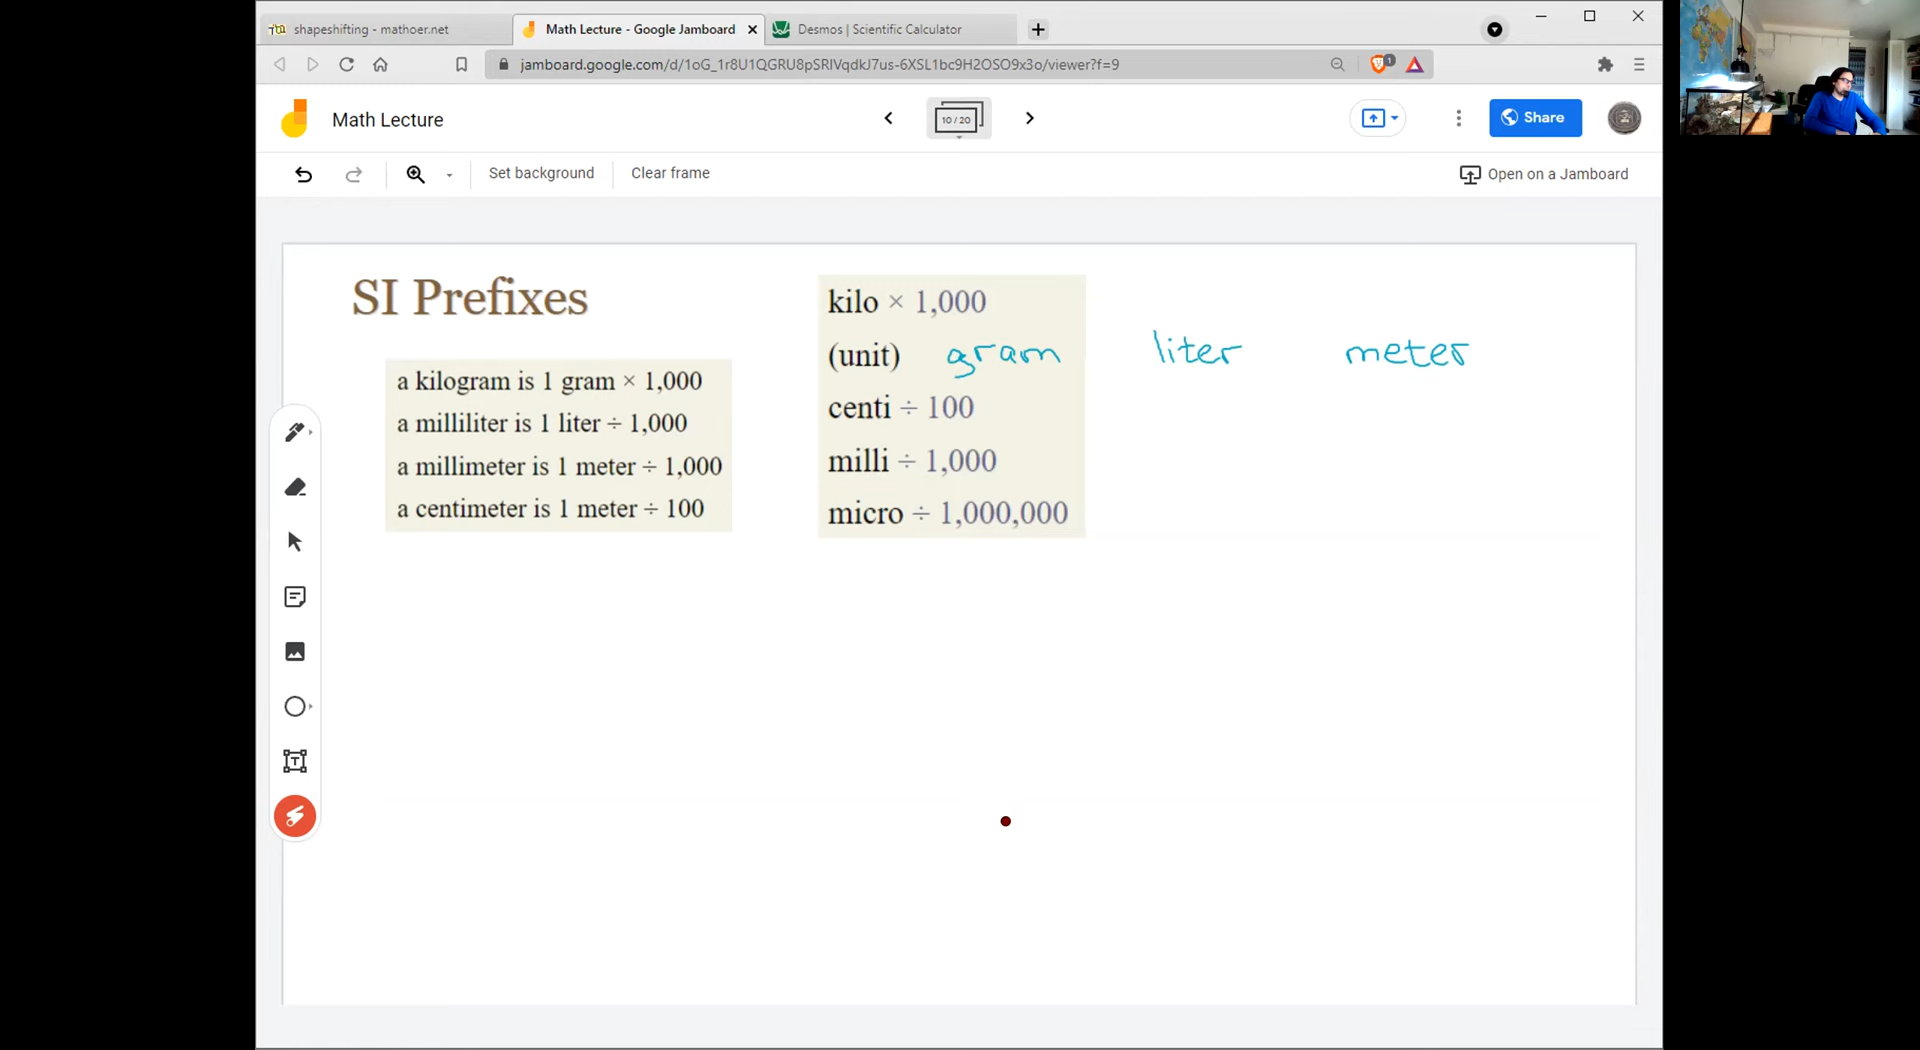 shapeshifting - mathoer.net
Math Lecture - Google Jamboard
Desmos | Scientific Calculator
jamboard.google.com/d/1oG_1r8U1QGRU8pSRlVqdkJ7us-6XSL1bc9H2OSO9x3o/viewer?f=9
1
Math Lecture
10 / 20
Share
Set background
Clear frame
Open on a Jamboard
SI Prefixes
a kilogram is 1 gram × 1,000
a milliliter is 1 liter ÷ 1,000
a millimeter is 1 meter ÷ 1,000
a centimeter is 1 meter ÷ 100
kilo × 1,000
(unit) gram liter meter
centi ÷ 100
milli ÷ 1,000
micro ÷ 1,000,000